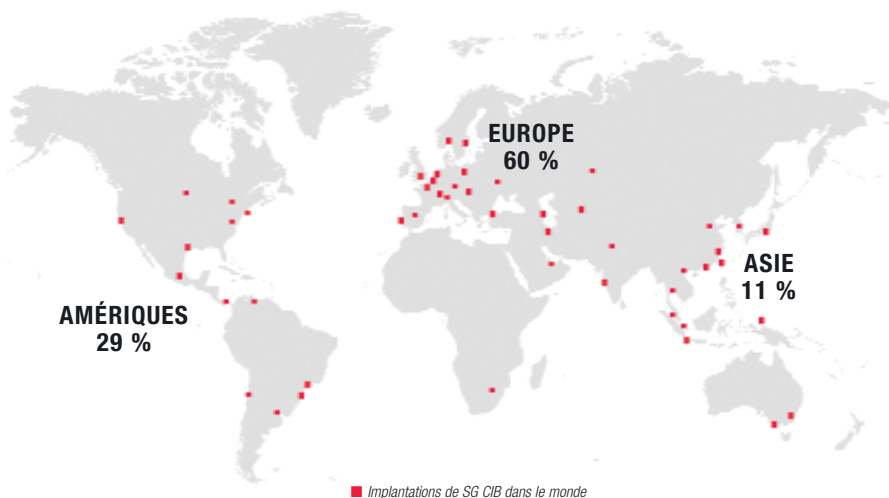 EUROPE
60 %
ASIE
11 %
AMÉRIQUES
29 %
Implantations de SG CIB dans le monde